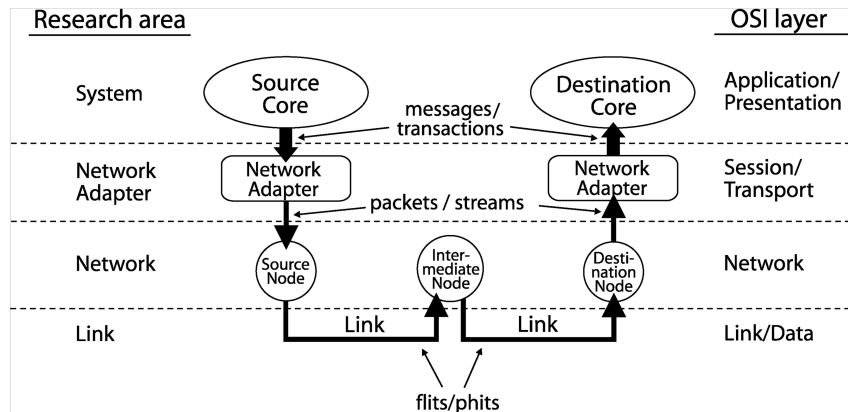 Research area
OSI layer
System
Source
Core
Destination
Core
Application/
Presentation
messages/
transactions
Network
Adapter
Network
Adapter
Network
Adapter
Session/
Transport
packets / streams
Network
Source
Node
Inter-
mediate
Node
Desti-
nation
Node
Network
Link
Link
Link
Link/Data
flits/phits